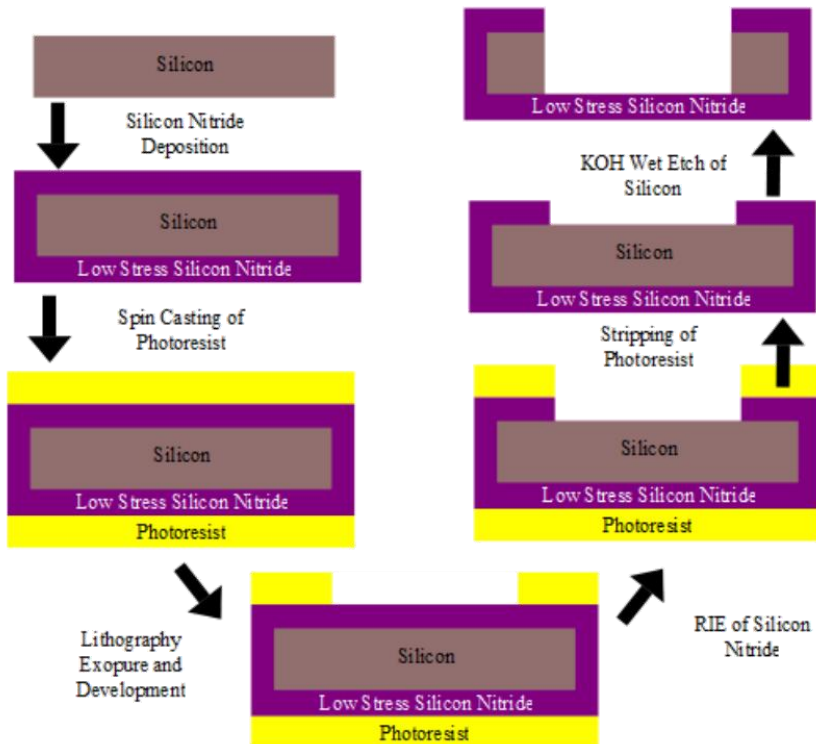 Silicon
Silicon Nitride
Deposition
Silicon
Low Stress Silicon Nitride
Spin Casting of
Photoresist
Silicon
Low Stress Silicon Nitride
Photoresist
Lithography
Exopure and
Development
Silicon
Low Stress Silicon Nitride
Photoresist
RIE of Silicon
Nitride
Silicon
Low Stress Silicon Nitride
Photoresist
Stripping of
Photoresist
Silicon
Low Stress Silicon Nitride
KOH Wet Etch of
Silicon
Low Stress Silicon Nitride